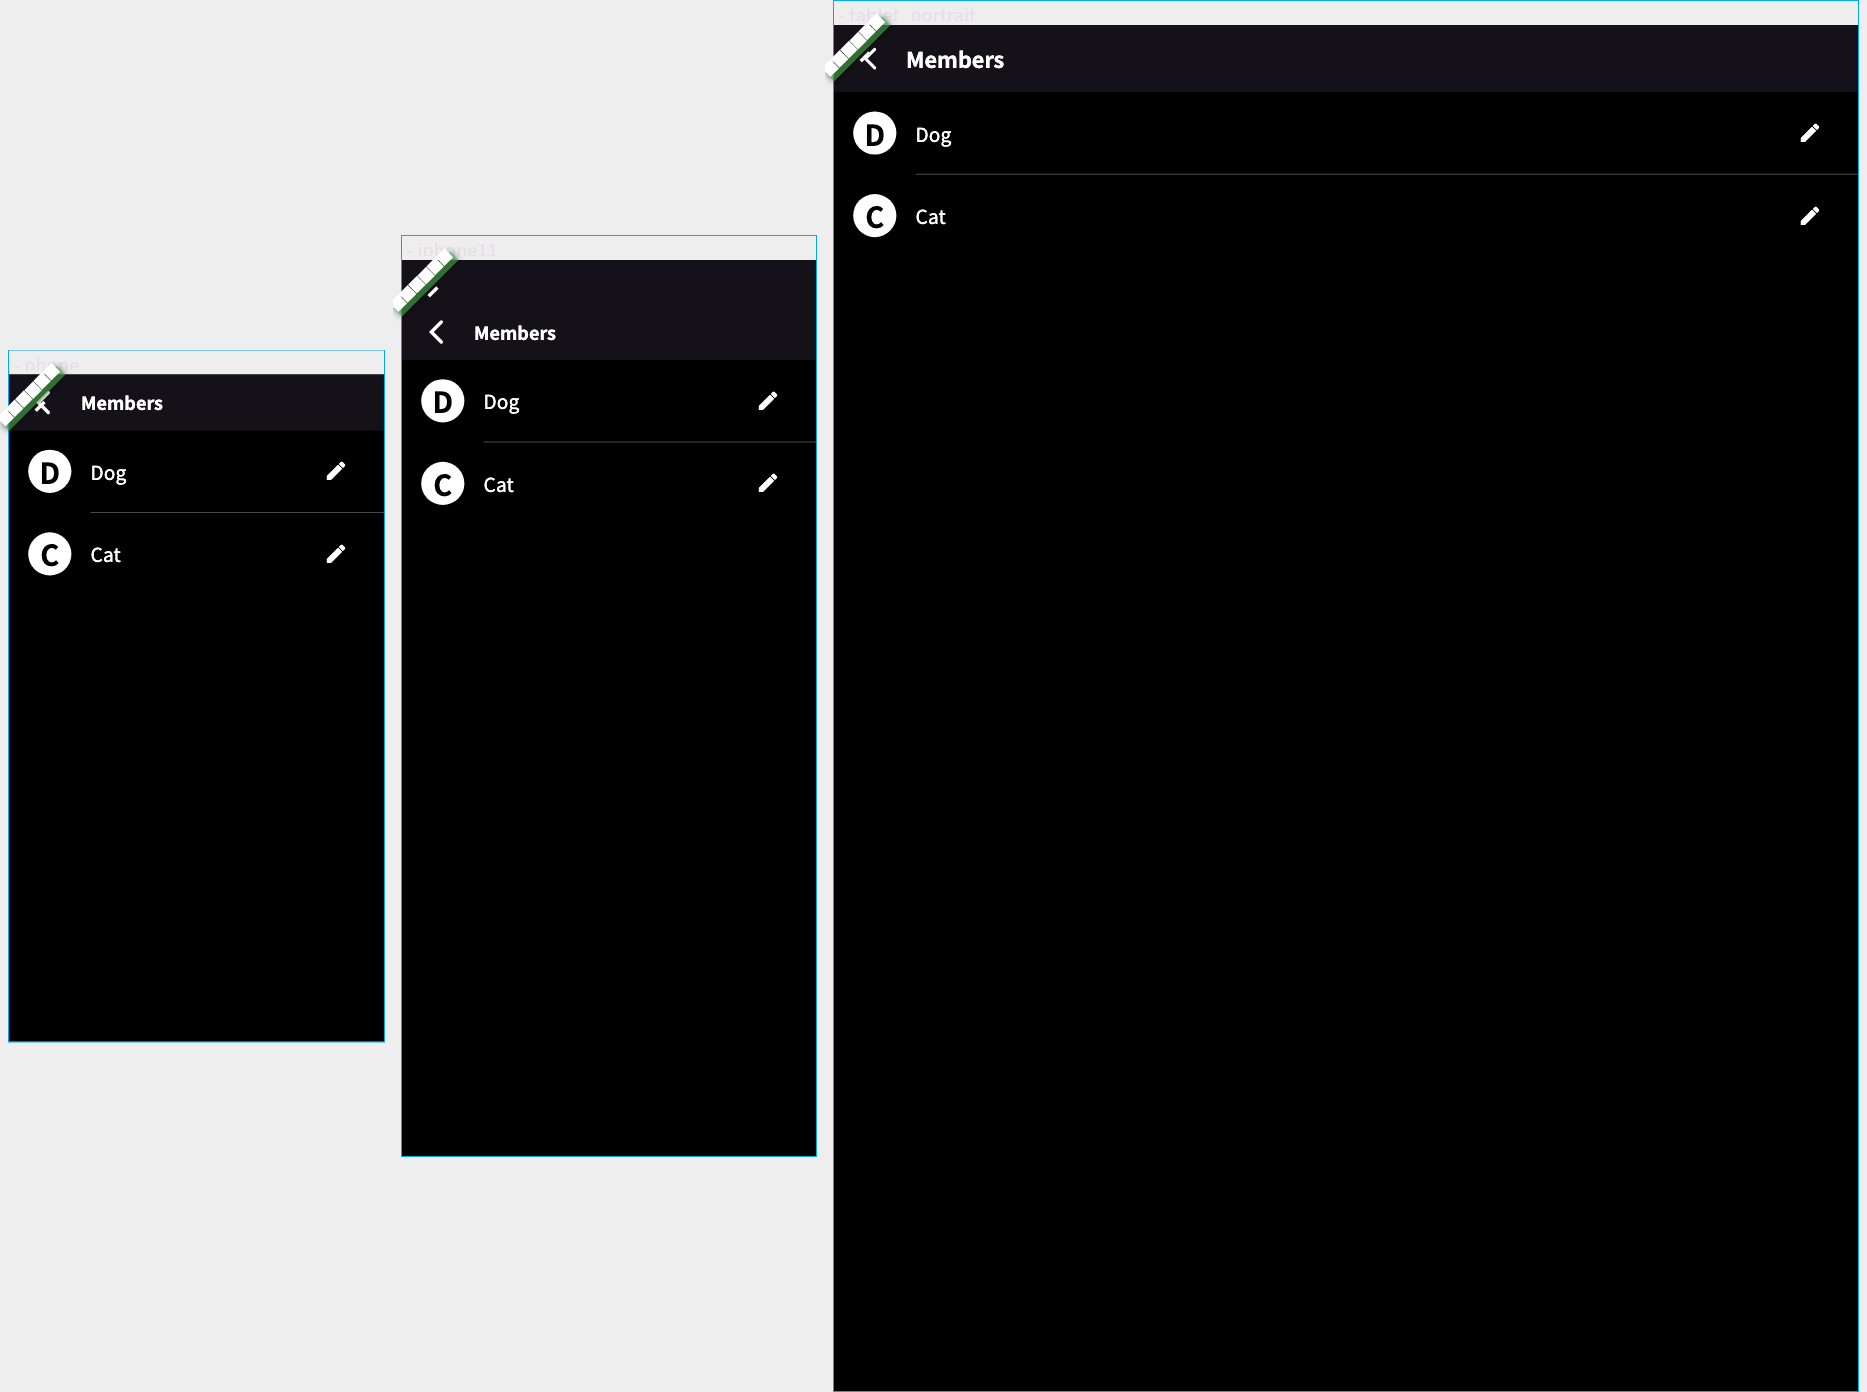 - phone
Members
D Dog
C Cat
- iphone11
Members
D Dog
C Cat
- tablet_portrait
Members
D Dog
C Cat